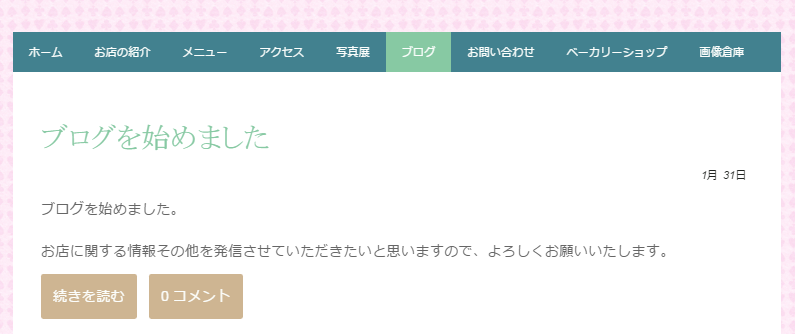 ホーム お店の紹介 メニュー アクセス 写真展 ブログ お問い合わせ ベーカリーショップ 画像倉庫
ブログを始めました
1月 31日
ブログを始めました。
お店に関する情報その他を発信させていただきたいと思いますので、よろしくお願いいたします。
続きを読む 0 コメント